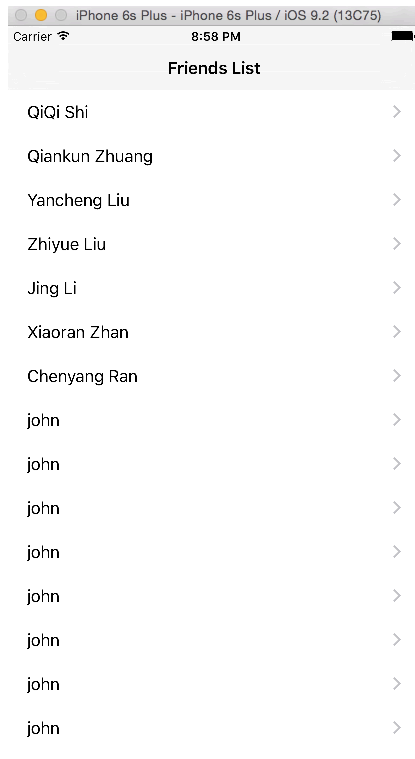 iPhone 6s Plus - iPhone 6s Plus / iOS 9.2 (13C75)
Carrier 8:58 PM
Friends List
QiQi Shi
Qiankun Zhuang
Yancheng Liu
Zhiyue Liu
Jing Li
Xiaoran Zhan
Chenyang Ran
john
john
john
john
john
john
john
john